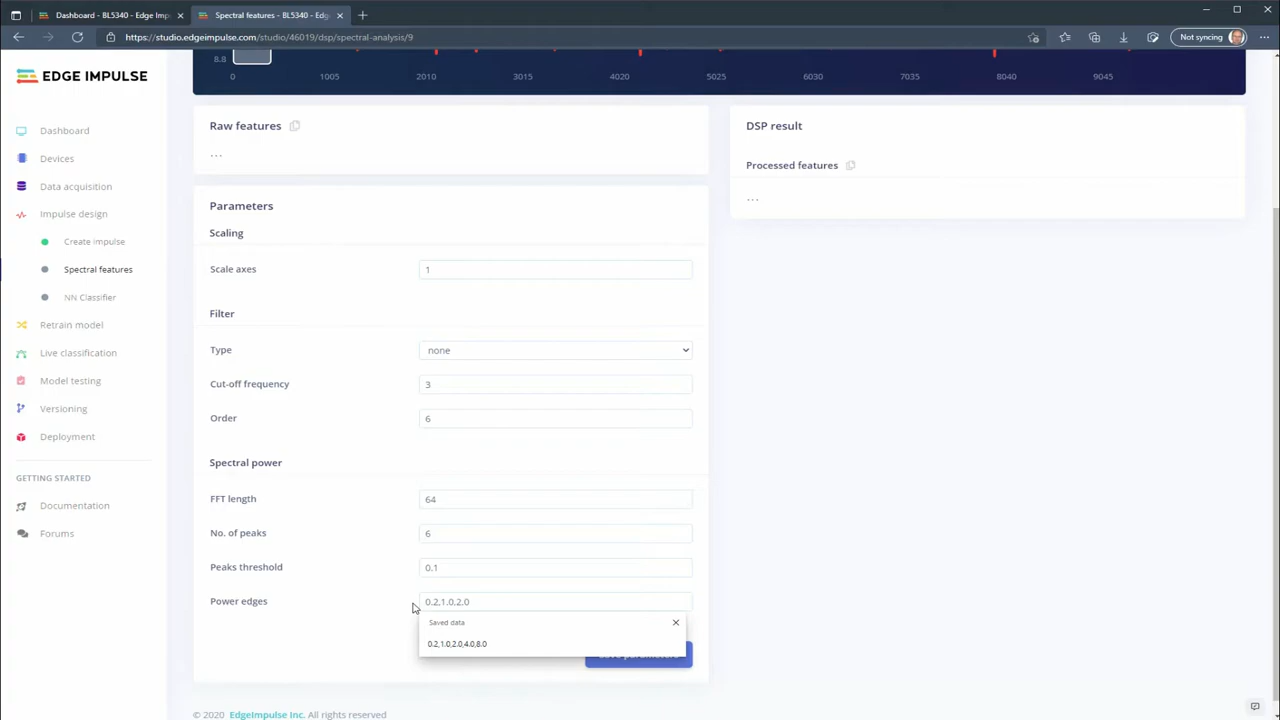 Dashboard - BL5340 - Edge Imp
Spectral features - BL5340 - Edg
https://studio.edgeimpulse.com/studio/46019/dsp/spectral-analysis/9
Not syncing
EDGE IMPULSE
Dashboard
Devices
Data acquisition
Impulse design
Create impulse
Spectral features
NN Classifier
Retrain model
Live classification
Model testing
Versioning
Deployment
GETTING STARTED
Documentation
Forums
8.8
0 1005 2010 3015 4020 5025 6030 7035 8040 9045
Raw features
...
DSP result
Processed features
...
Parameters
Scaling
Scale axes 1
Filter
Type none
Cut-off frequency 3
Order 6
Spectral power
FFT length 64
No. of peaks 6
Peaks threshold 0.1
Power edges 0.2,1.0,2.0
Saved data
0.2,1.0,2.0,4.0,8.0
© 2020 EdgeImpulse Inc. All rights reserved